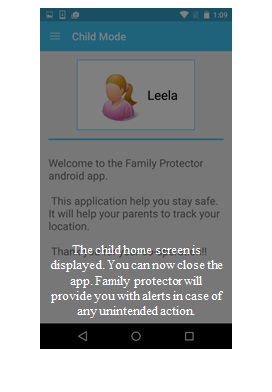 1:09
Child Mode
Leela
Welcome to the Family Protector
android app.
This application help you stay safe.
It will help your parents to track your
location.
The child home screen is
displayed. You can now close the
app. Family protector will
provide you with alerts in case of
any unintended action.